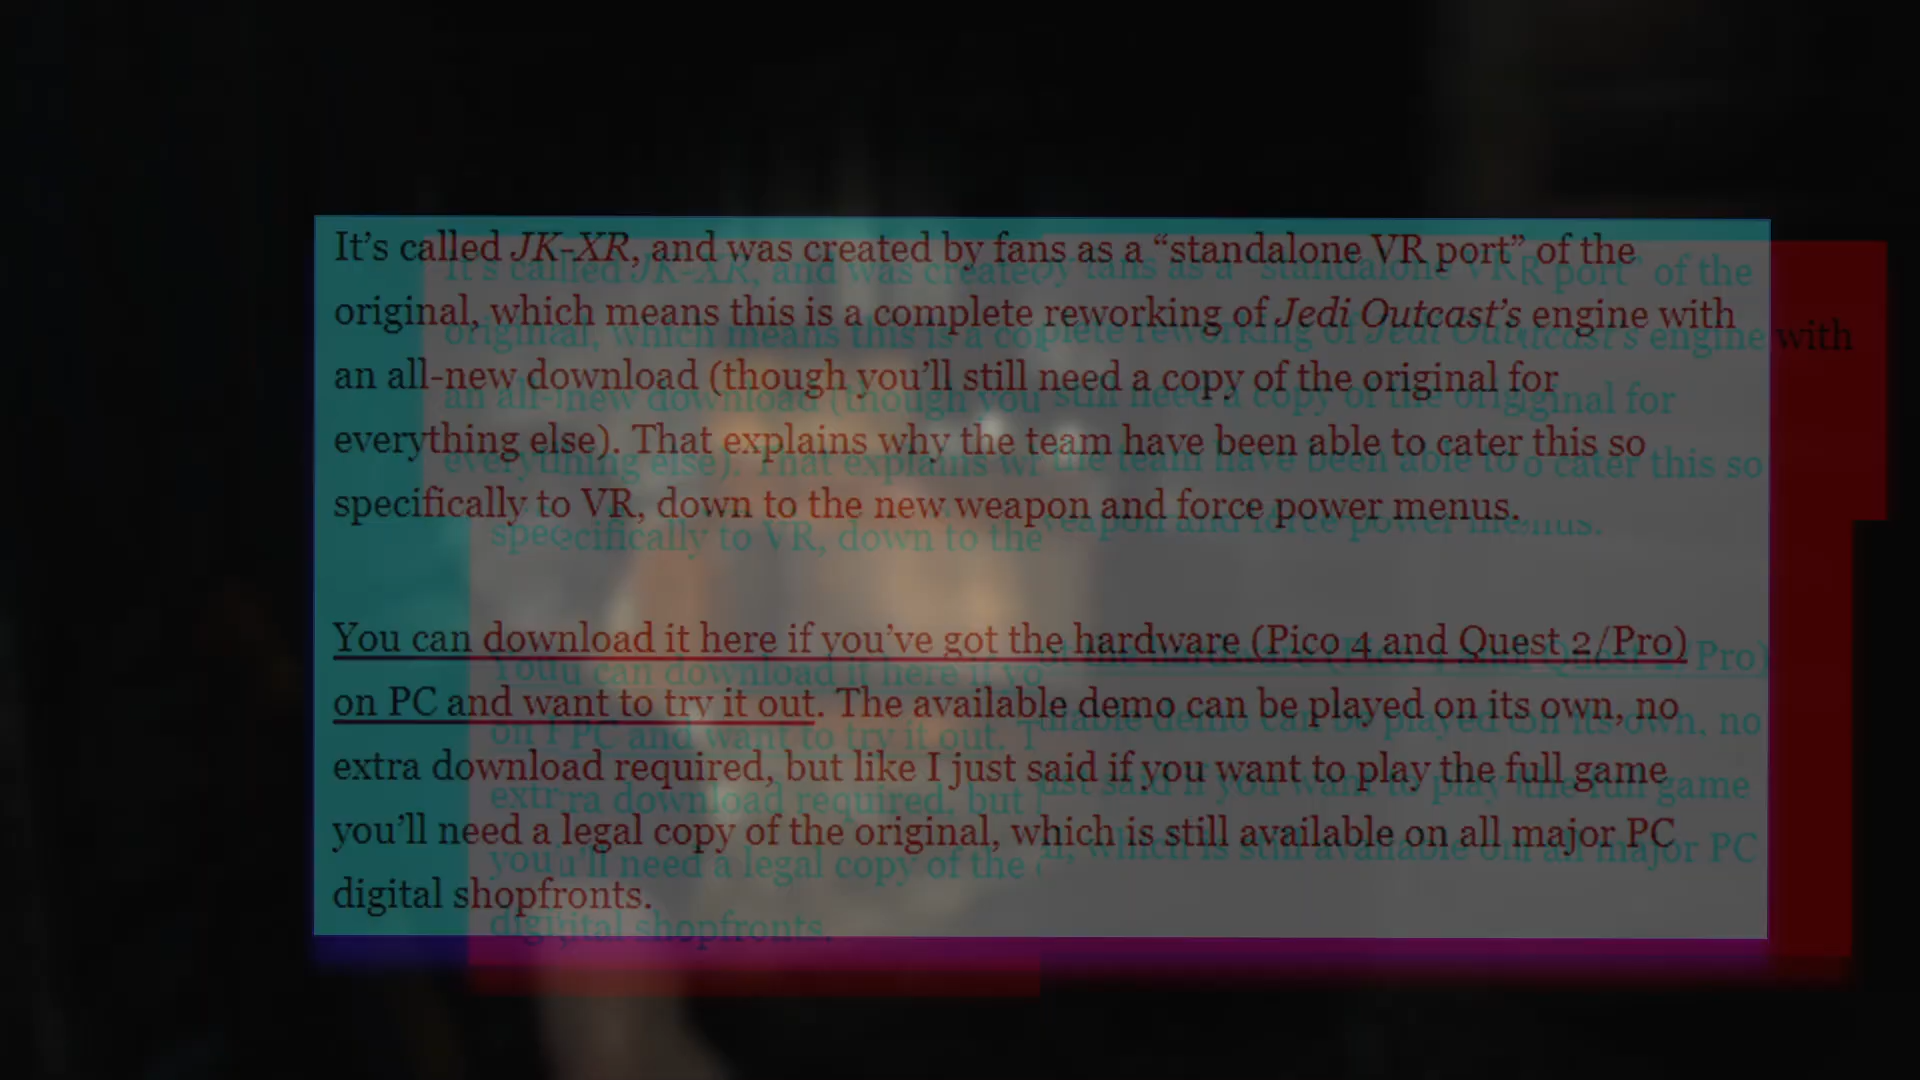 It’s called JK-XR, and was created by fans as a “standalone VR port” of the
original, which means this is a complete reworking of Jedi Outcast’s engine with
an all-new download (though you’ll still need a copy of the original for
everything else). That explains why the team have been able to cater this so
specifically to VR, down to the new weapon and force power menus.
You can download it here if you’ve got the hardware (Pico 4 and Quest 2/Pro)
on PC and want to try it out. The available demo can be played on its own, no
extra download required, but like I just said if you want to play the full game
you’ll need a legal copy of the original, which is still available on all major PC
digital shopfronts.